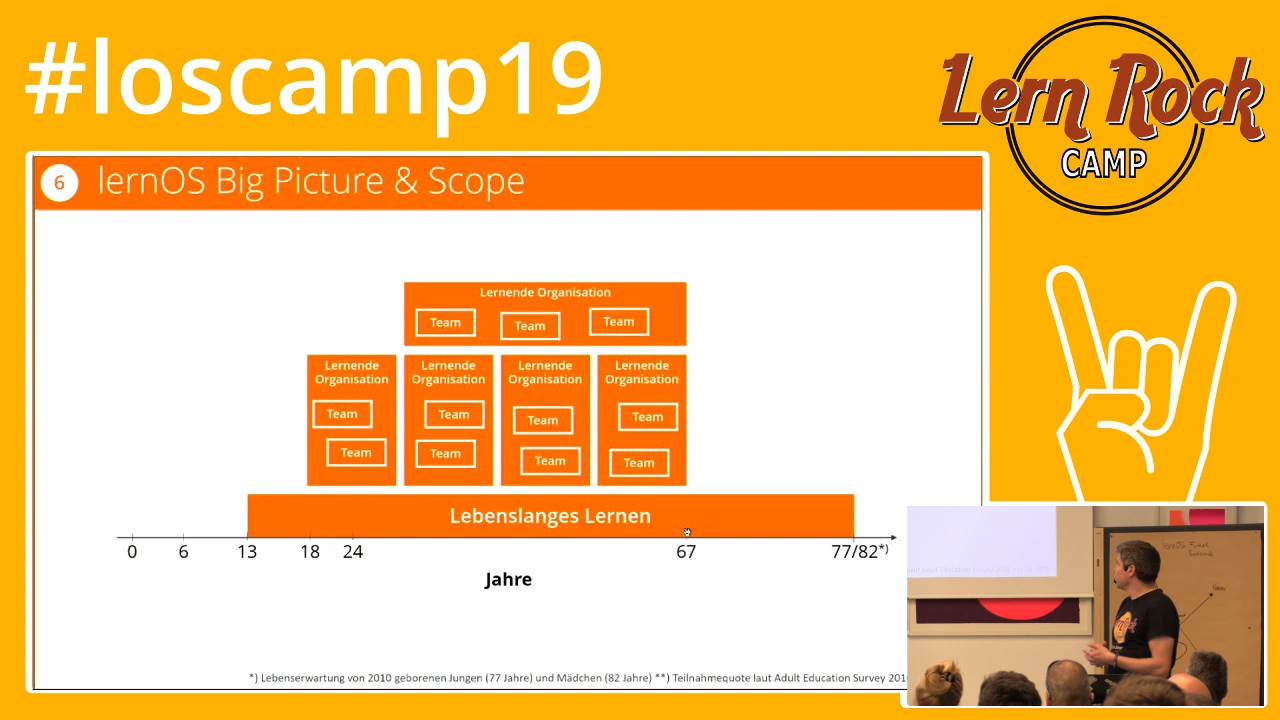 #loscamp19
Lern Rock
CAMP
6 lernOS Big Picture & Scope
Lernende Organisation
Team Team Team
Lernende Organisation
Team
Team
Lernende Organisation
Team
Team
Lernende Organisation
Team
Team
Lernende Organisation
Team
Team
Lebenslanges Lernen
0 6 13 18 24 67 77/82*)
Jahre
*) Lebenserwartung von 2010 geborenen Jungen (77 Jahre) und Mädchen (82 Jahre) **) Teilnahmequote laut Adult Education Survey 201
lernOS Future